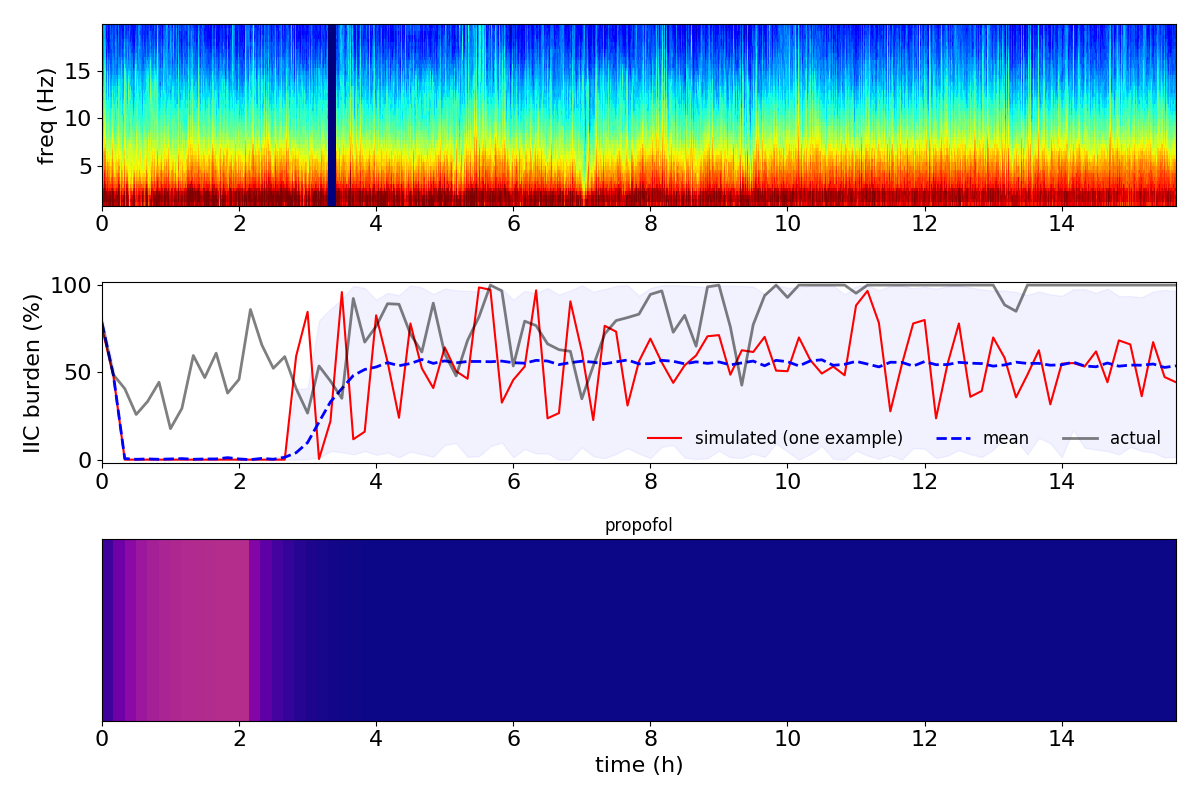 freq (Hz)
15
10
5
0 2 4 6 8 10 12 14
IIC burden (%)
100
50
0
simulated (one example) mean actual
0 2 4 6 8 10 12 14
propofol
0 2 4 6 8 10 12 14
time (h)